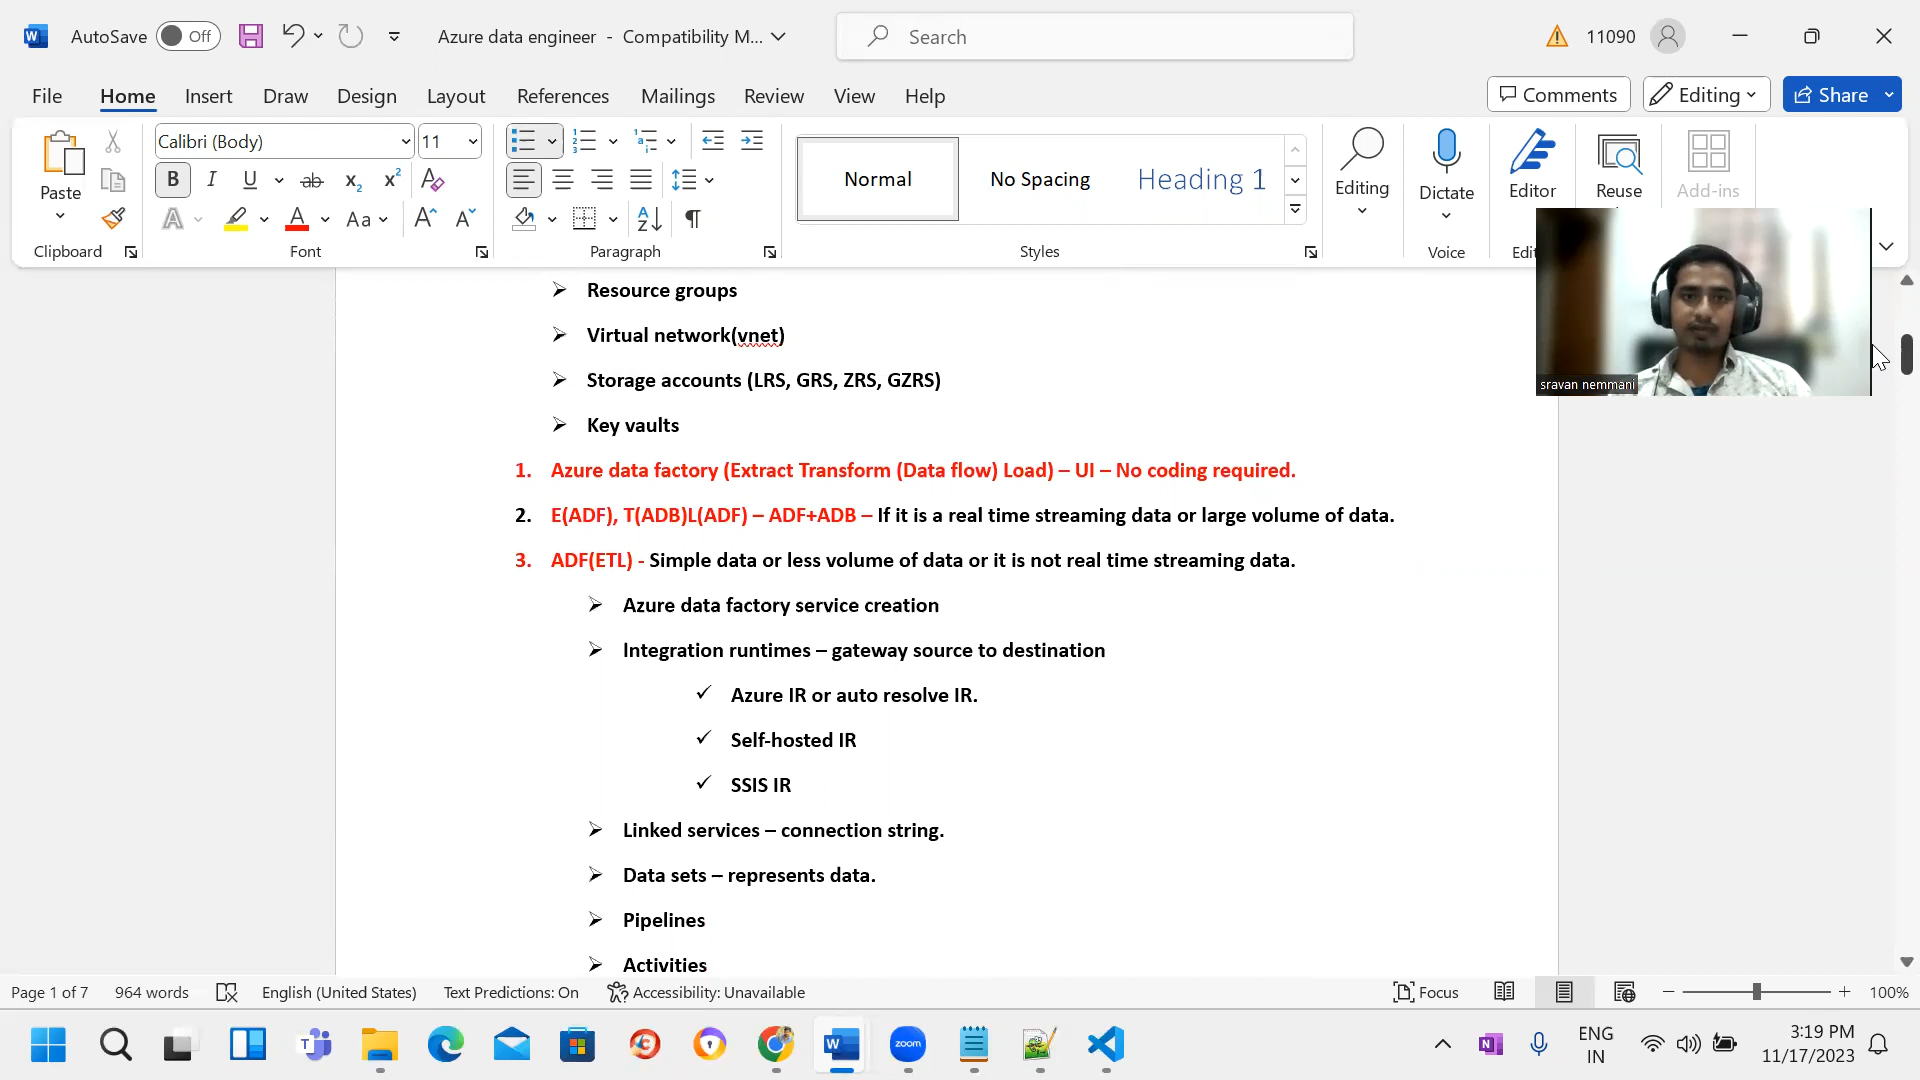 AutoSave Off Azure data engineer - Compatibility M... Search 11090
File Home Insert Draw Design Layout References Mailings Review View Help Comments Editing Share
Paste Calibri (Body) 11 Normal No Spacing Heading 1 Editing Dictate Editor Reuse Add-ins
Clipboard Font Paragraph Styles Voice Edi
sravan nemmani
➢ Resource groups
➢ Virtual network(vnet)
➢ Storage accounts (LRS, GRS, ZRS, GZRS)
➢ Key vaults
1. Azure data factory (Extract Transform (Data flow) Load) – UI – No coding required.
2. E(ADF), T(ADB)L(ADF) – ADF+ADB – If it is a real time streaming data or large volume of data.
3. ADF(ETL) - Simple data or less volume of data or it is not real time streaming data.
➢ Azure data factory service creation
➢ Integration runtimes – gateway source to destination
✓ Azure IR or auto resolve IR.
✓ Self-hosted IR
✓ SSIS IR
➢ Linked services – connection string.
➢ Data sets – represents data.
➢ Pipelines
➢ Activities
Page 1 of 7 964 words English (United States) Text Predictions: On Accessibility: Unavailable Focus 100%
zoom ENG 3:19 PM
IN 11/17/2023